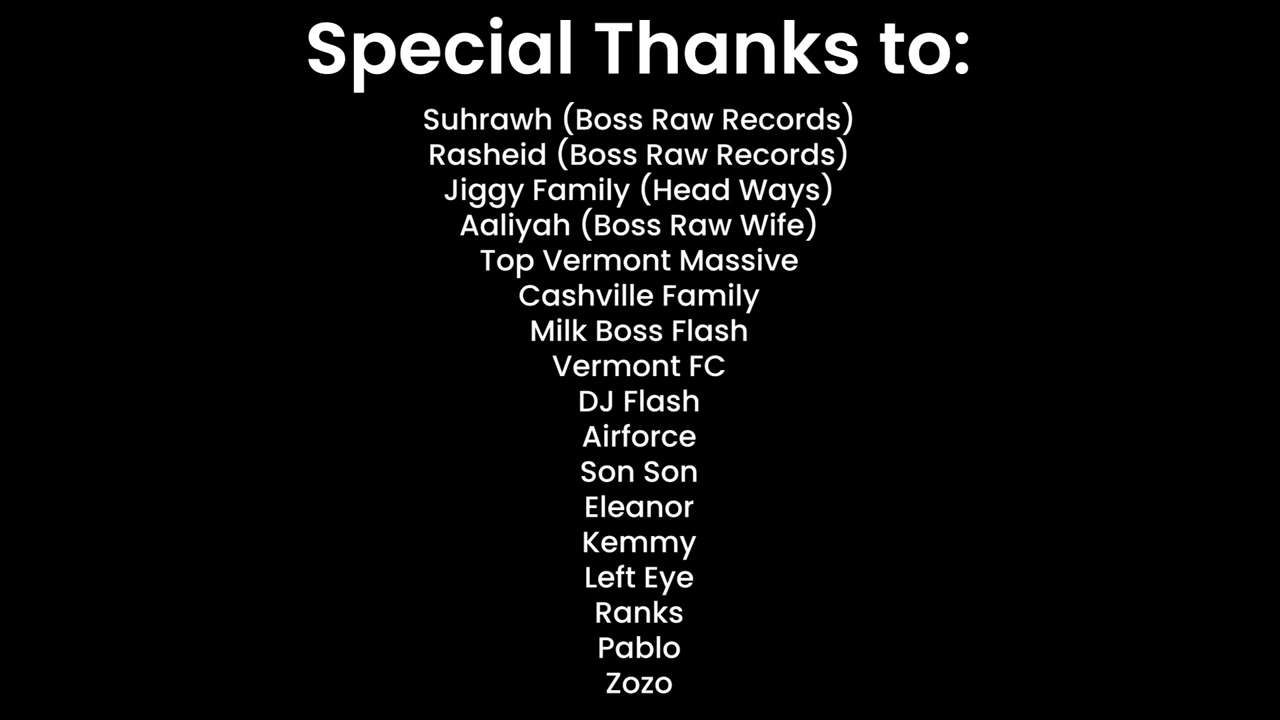 Special Thanks to:
Suhrawh (Boss Raw Records)
Rasheid (Boss Raw Records)
Jiggy Family (Head Ways)
Aaliyah (Boss Raw Wife)
Top Vermont Massive
Cashville Family
Milk Boss Flash
Vermont FC
DJ Flash
Airforce
Son Son
Eleanor
Kemmy
Left Eye
Ranks
Pablo
Zozo